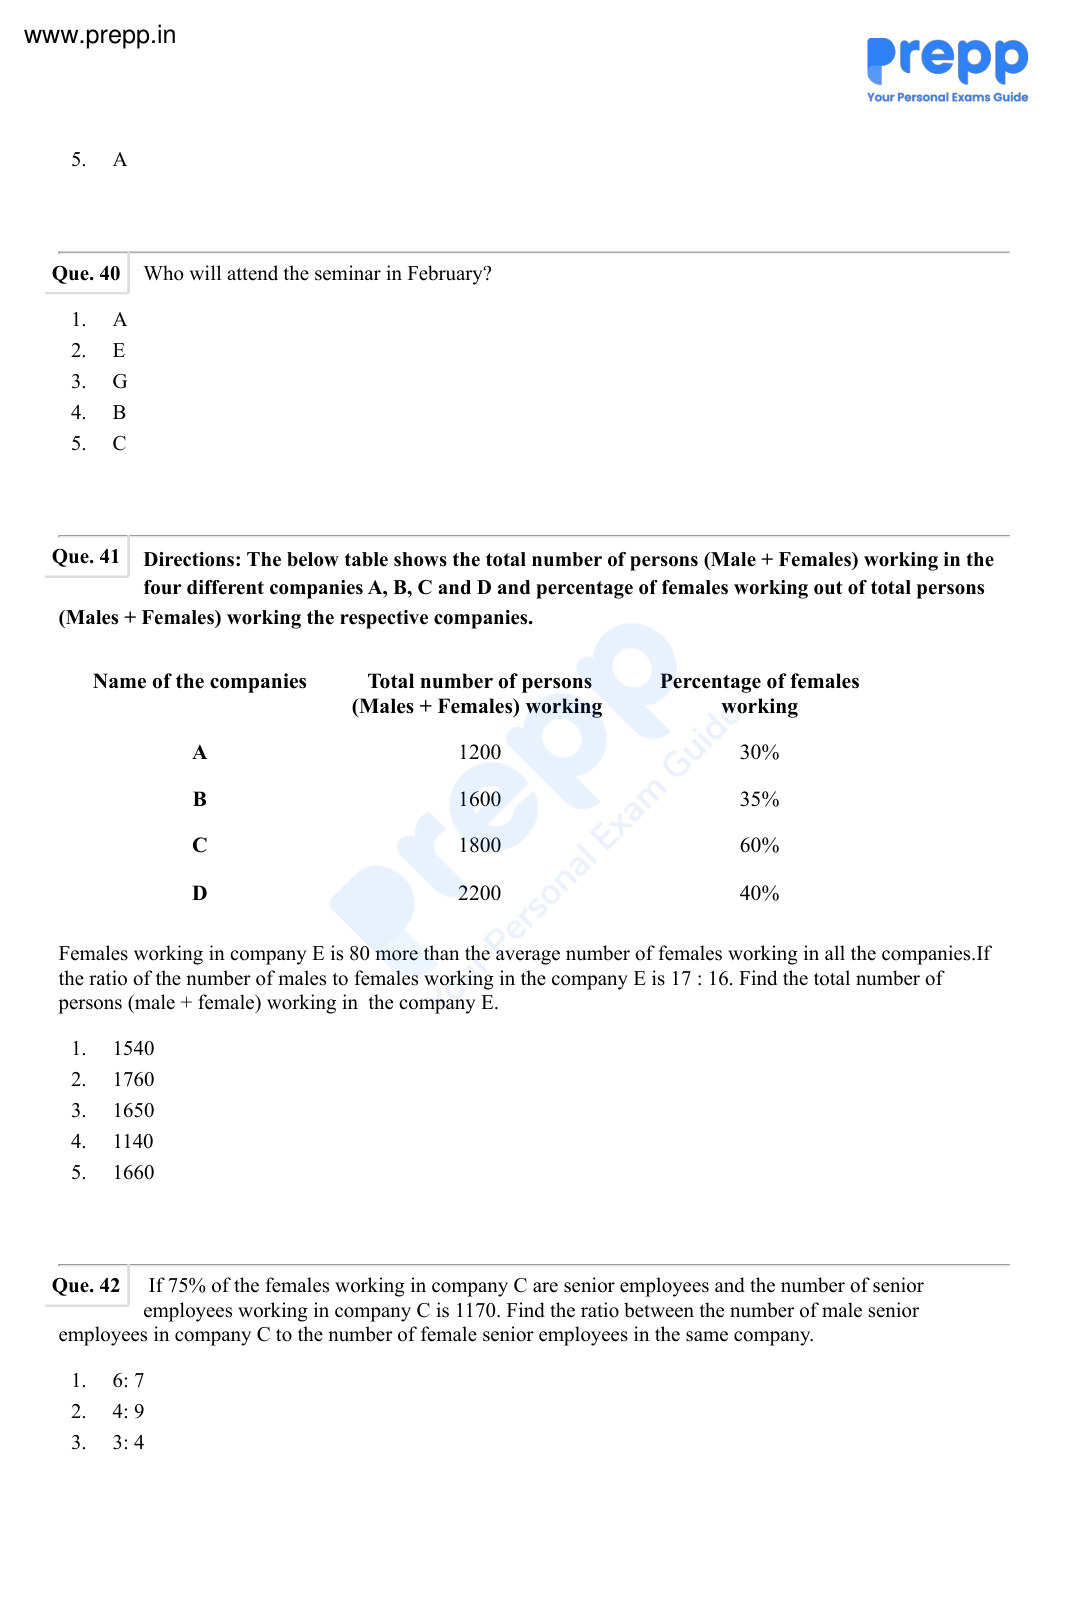 www.prepp.in
prepp
Your Personal Exams Guide
5. A
Que. 40 Who will attend the seminar in February?
1. A
2. E
3. G
4. B
5. C
Que. 41 Directions: The below table shows the total number of persons (Male + Females) working in the
four different companies A, B, C and D and percentage of females working out of total persons
(Males + Females) working the respective companies.
Name of the companies Total number of persons Percentage of females
(Males + Females) working working
A 1200 30%
B 1600 35%
C 1800 60%
D 2200 40%
prepp
Your Personal Exam Guide
Females working in company E is 80 more than the average number of females working in all the companies.If
the ratio of the number of males to females working in the company E is 17 : 16. Find the total number of
persons (male + female) working in  the company E.
1. 1540
2. 1760
3. 1650
4. 1140
5. 1660
Que. 42 If 75% of the females working in company C are senior employees and the number of senior
employees working in company C is 1170. Find the ratio between the number of male senior
employees in company C to the number of female senior employees in the same company.
1. 6: 7
2. 4: 9
3. 3: 4